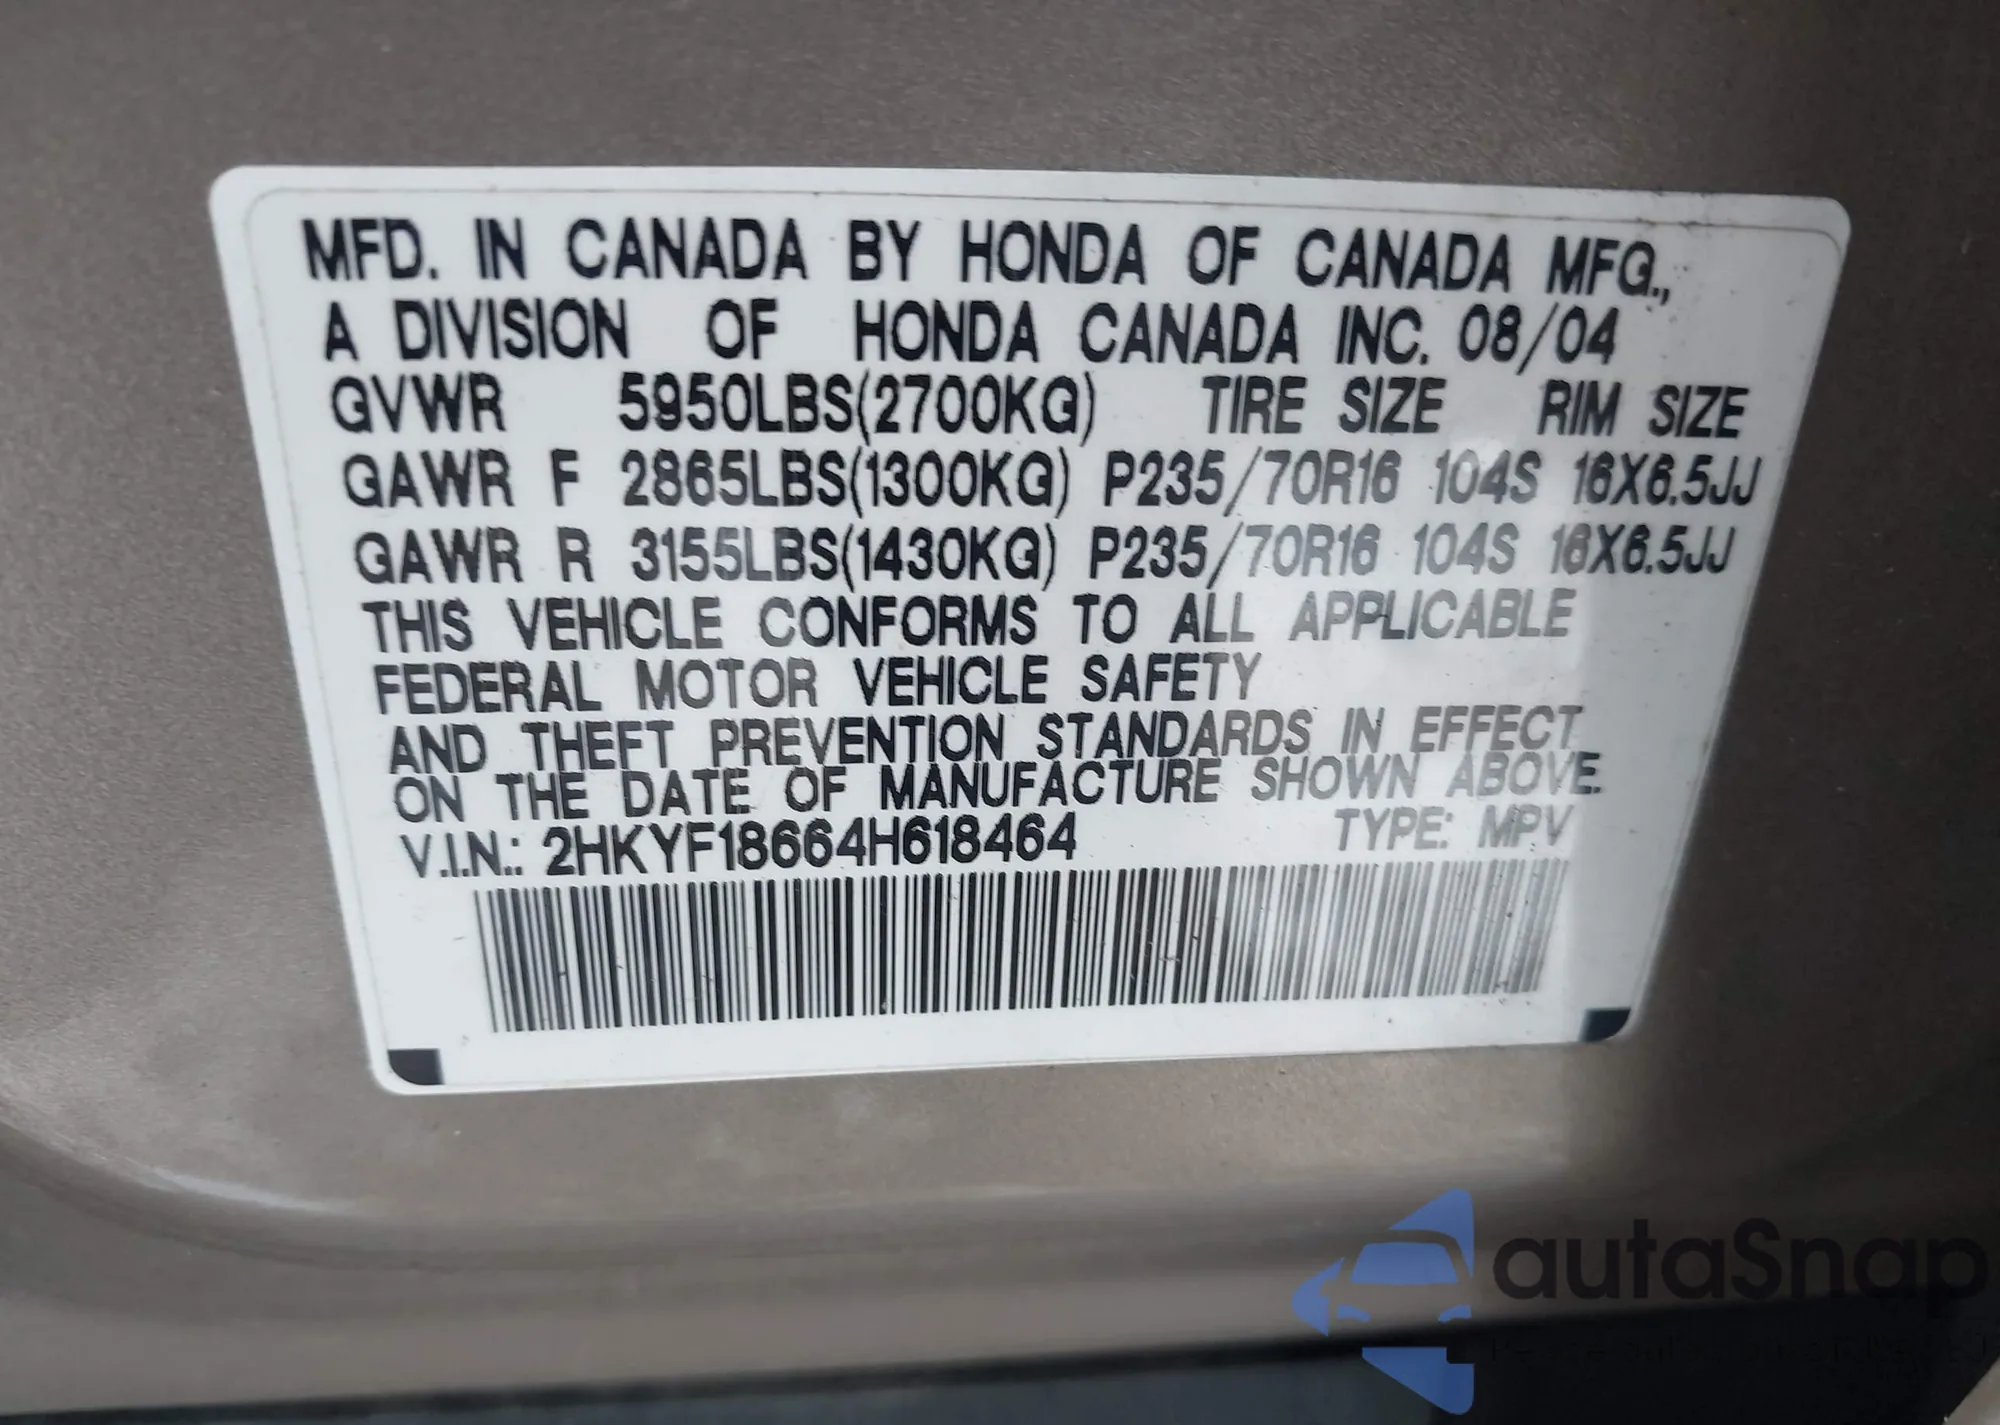 MFD. IN CANADA BY HONDA OF CANADA MFG.,
A DIVISION OF HONDA CANADA INC. 08/04
GVWR 5950LBS(2700KG) TIRE SIZE RIM SIZE
GAWR F 2865LBS(1300KG) P235/70R16 104S 16X6.5JJ
GAWR R 3155LBS(1430KG) P235/70R16 104S 16X6.5JJ
THIS VEHICLE CONFORMS TO ALL APPLICABLE
FEDERAL MOTOR VEHICLE SAFETY
AND THEFT PREVENTION STANDARDS IN EFFECT
ON THE DATE OF MANUFACTURE SHOWN ABOVE.
V.I.N.: 2HKYF18664H618464 TYPE: MPV
autaSnap